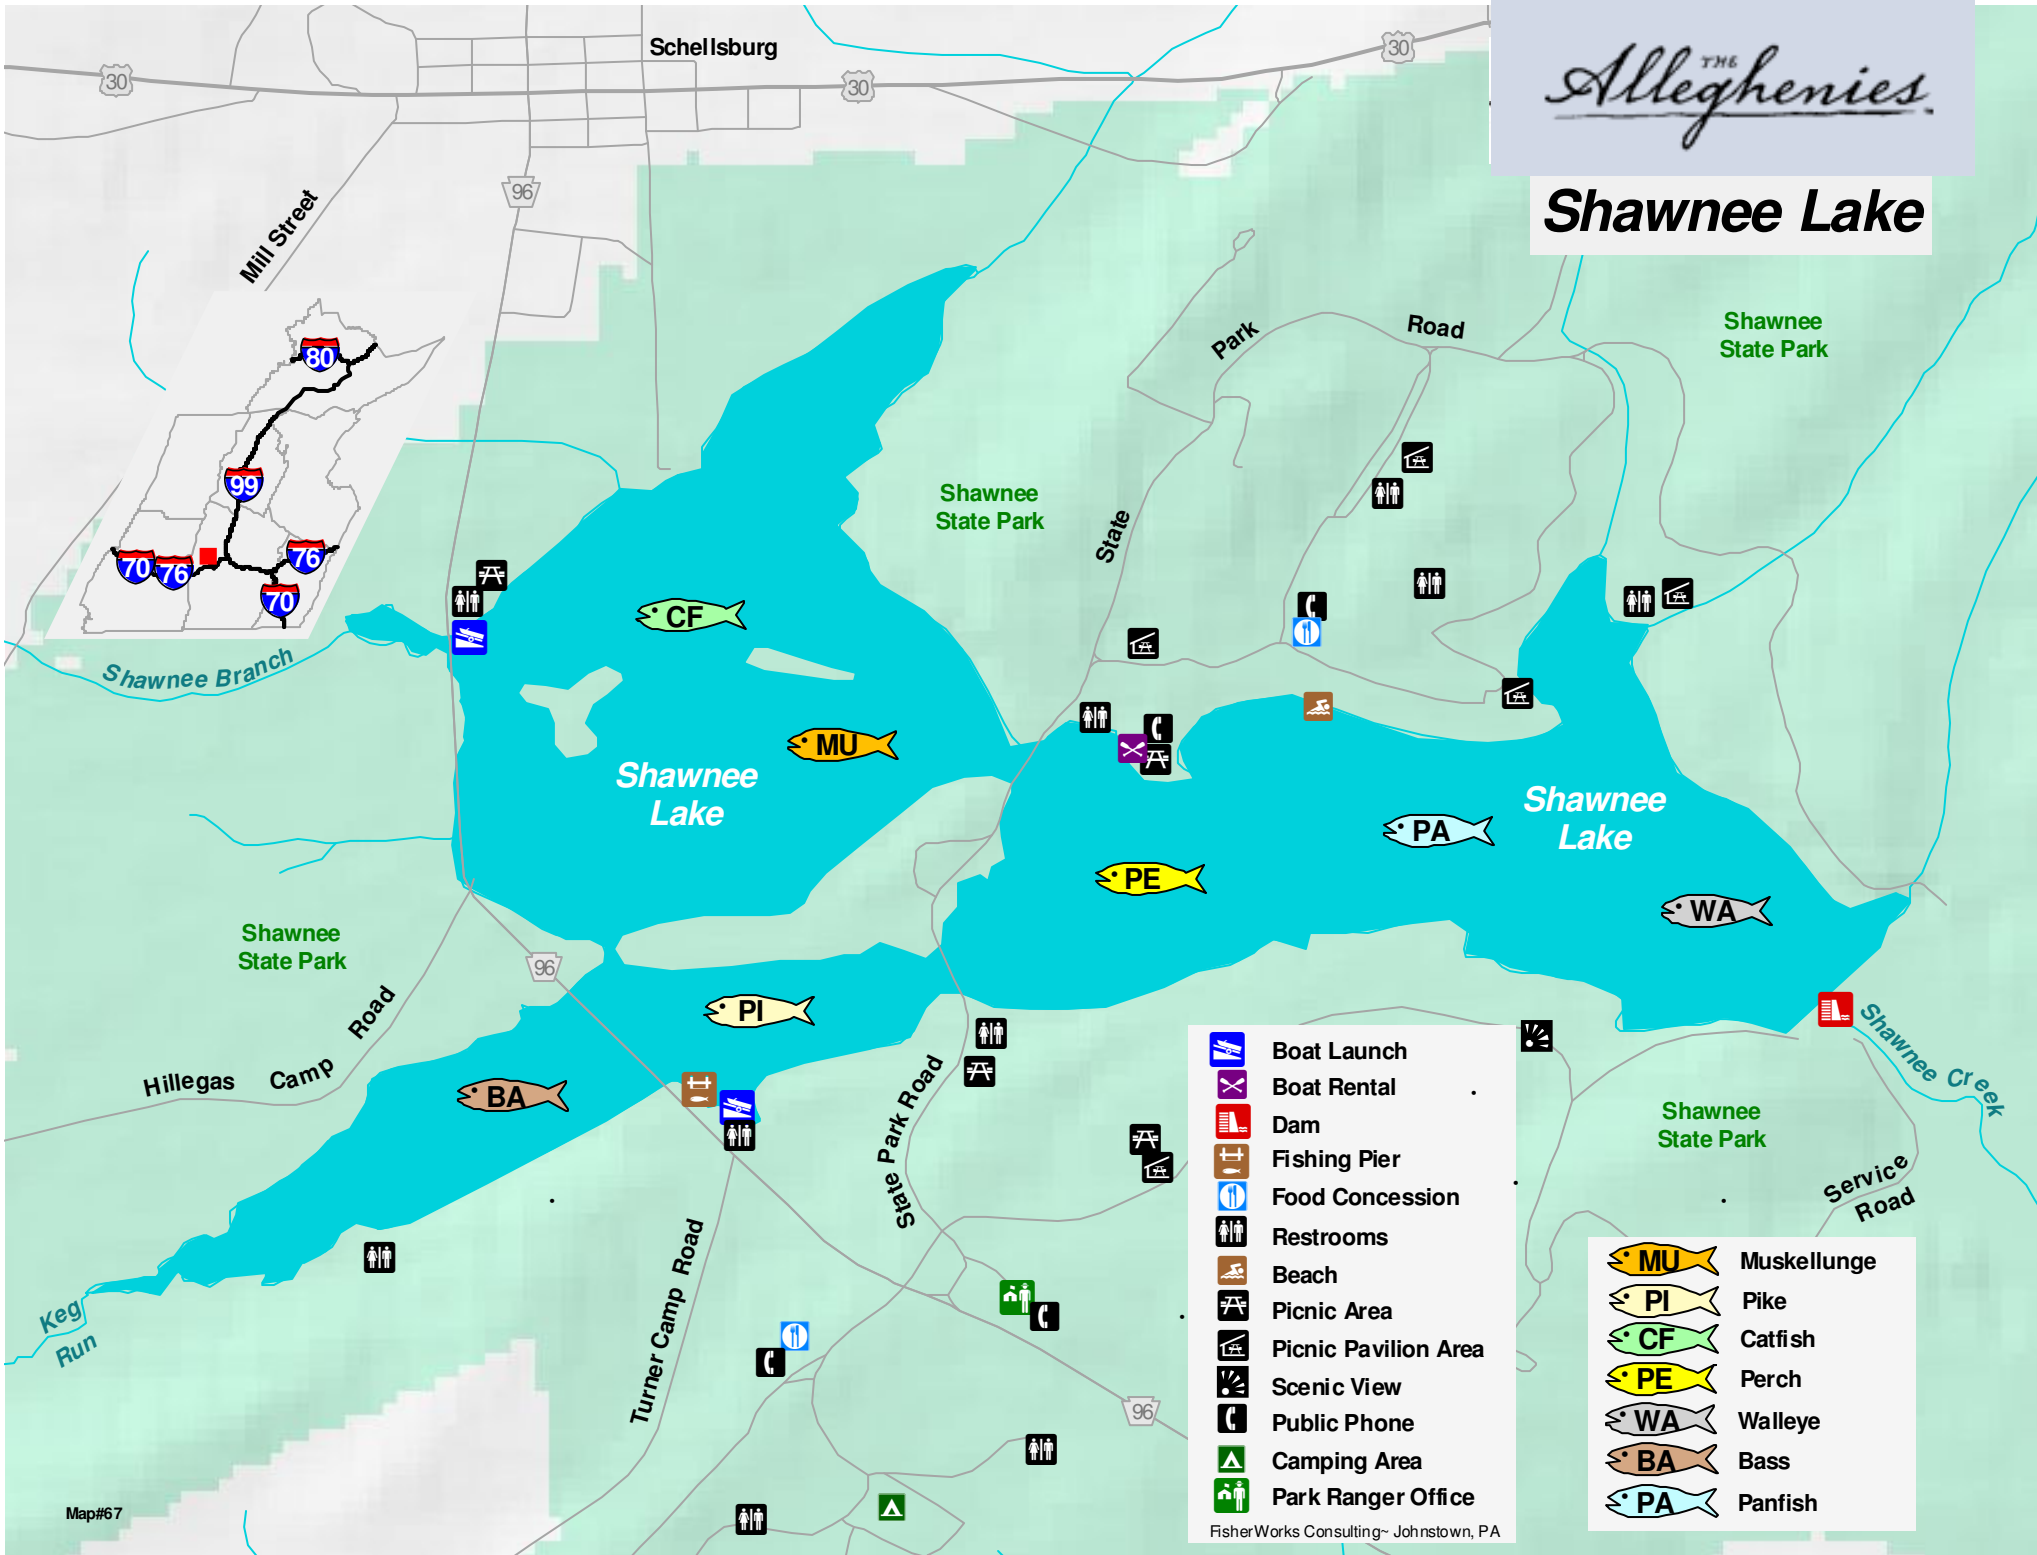 THE
Alleghenies
Shawnee Lake
Schellsburg
30
30
30
96
Mill Street
80
99
70
76
76
70
Shawnee Branch
Park
Road
State
Shawnee
State Park
Shawnee
State Park
CF
MU
Shawnee
Lake
Shawnee
Lake
PA
PE
WA
Shawnee
State Park
96
PI
BA
Hillegas Camp Road
State Park Road
Shawnee Creek
Shawnee
State Park
Service
Road
Keg
Run
Turner Camp Road
96
Map#67
Boat Launch
Boat Rental
Dam
Fishing Pier
Food Concession
Restrooms
Beach
Picnic Area
Picnic Pavilion Area
Scenic View
Public Phone
Camping Area
Park Ranger Office
FisherWorks Consulting~ Johnstown, PA
MU Muskellunge
PI Pike
CF Catfish
PE Perch
WA Walleye
BA Bass
PA Panfish